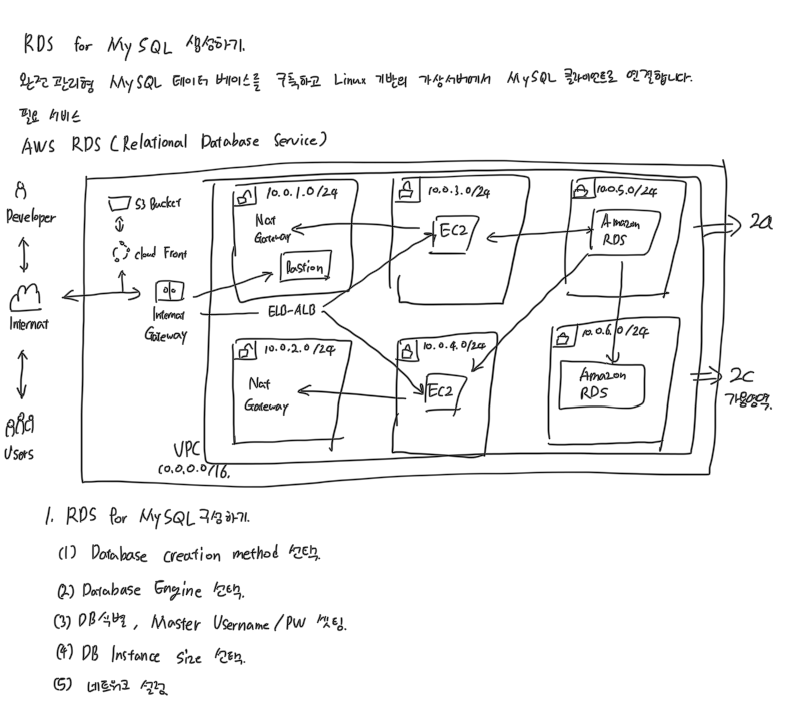 RDS for MySQL 생성하기.
완전 관리형 MySQL 데이터 베이스를 구독하고 Linux 기반의 가상서버에서 MySQL 클라이언트로 연결합니다.
필요 서비스
AWS RDS (Relational Database Service)
Developer
Internet
Users
S3 Bucket
Cloud Front
Internet
Gateway
10.0.1.0/24
Nat
Gateway
Bastion
10.0.3.0/24
EC2
10.0.5.0/24
Amazon
RDS
2a
ELB-ALB
10.0.2.0/24
Nat
Gateway
10.0.4.0/24
EC2
10.0.6.0/24
Amazon
RDS
2c
가용영역.
VPC
10.0.0.0/16.
1. RDS for MySQL 구성하기.
(1) Database creation method 선택.
(2) Database Engine 선택.
(3) DB식별, Master Username/PW 셋팅.
(4) DB Instance Size 선택.
(5) 네트워크 설정